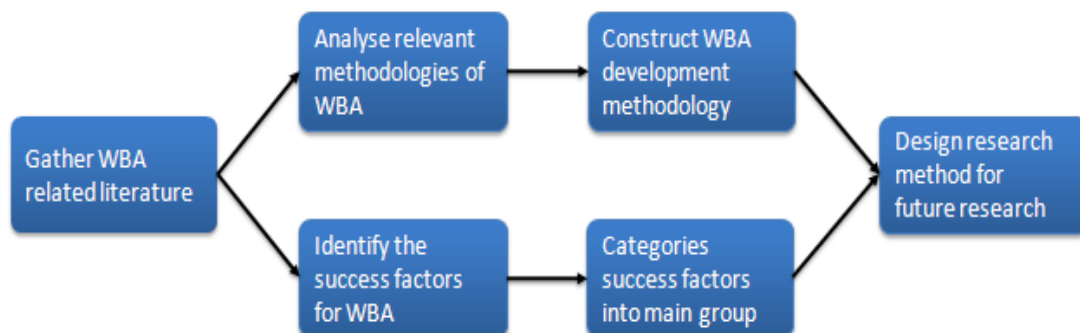 Gather WBA
related literature
Analyse relevant
methodologies of
WBA
Construct WBA
development
methodology
Identify the
success factors
for WBA
Categories
success factors
into main group
Design research
method for
future research